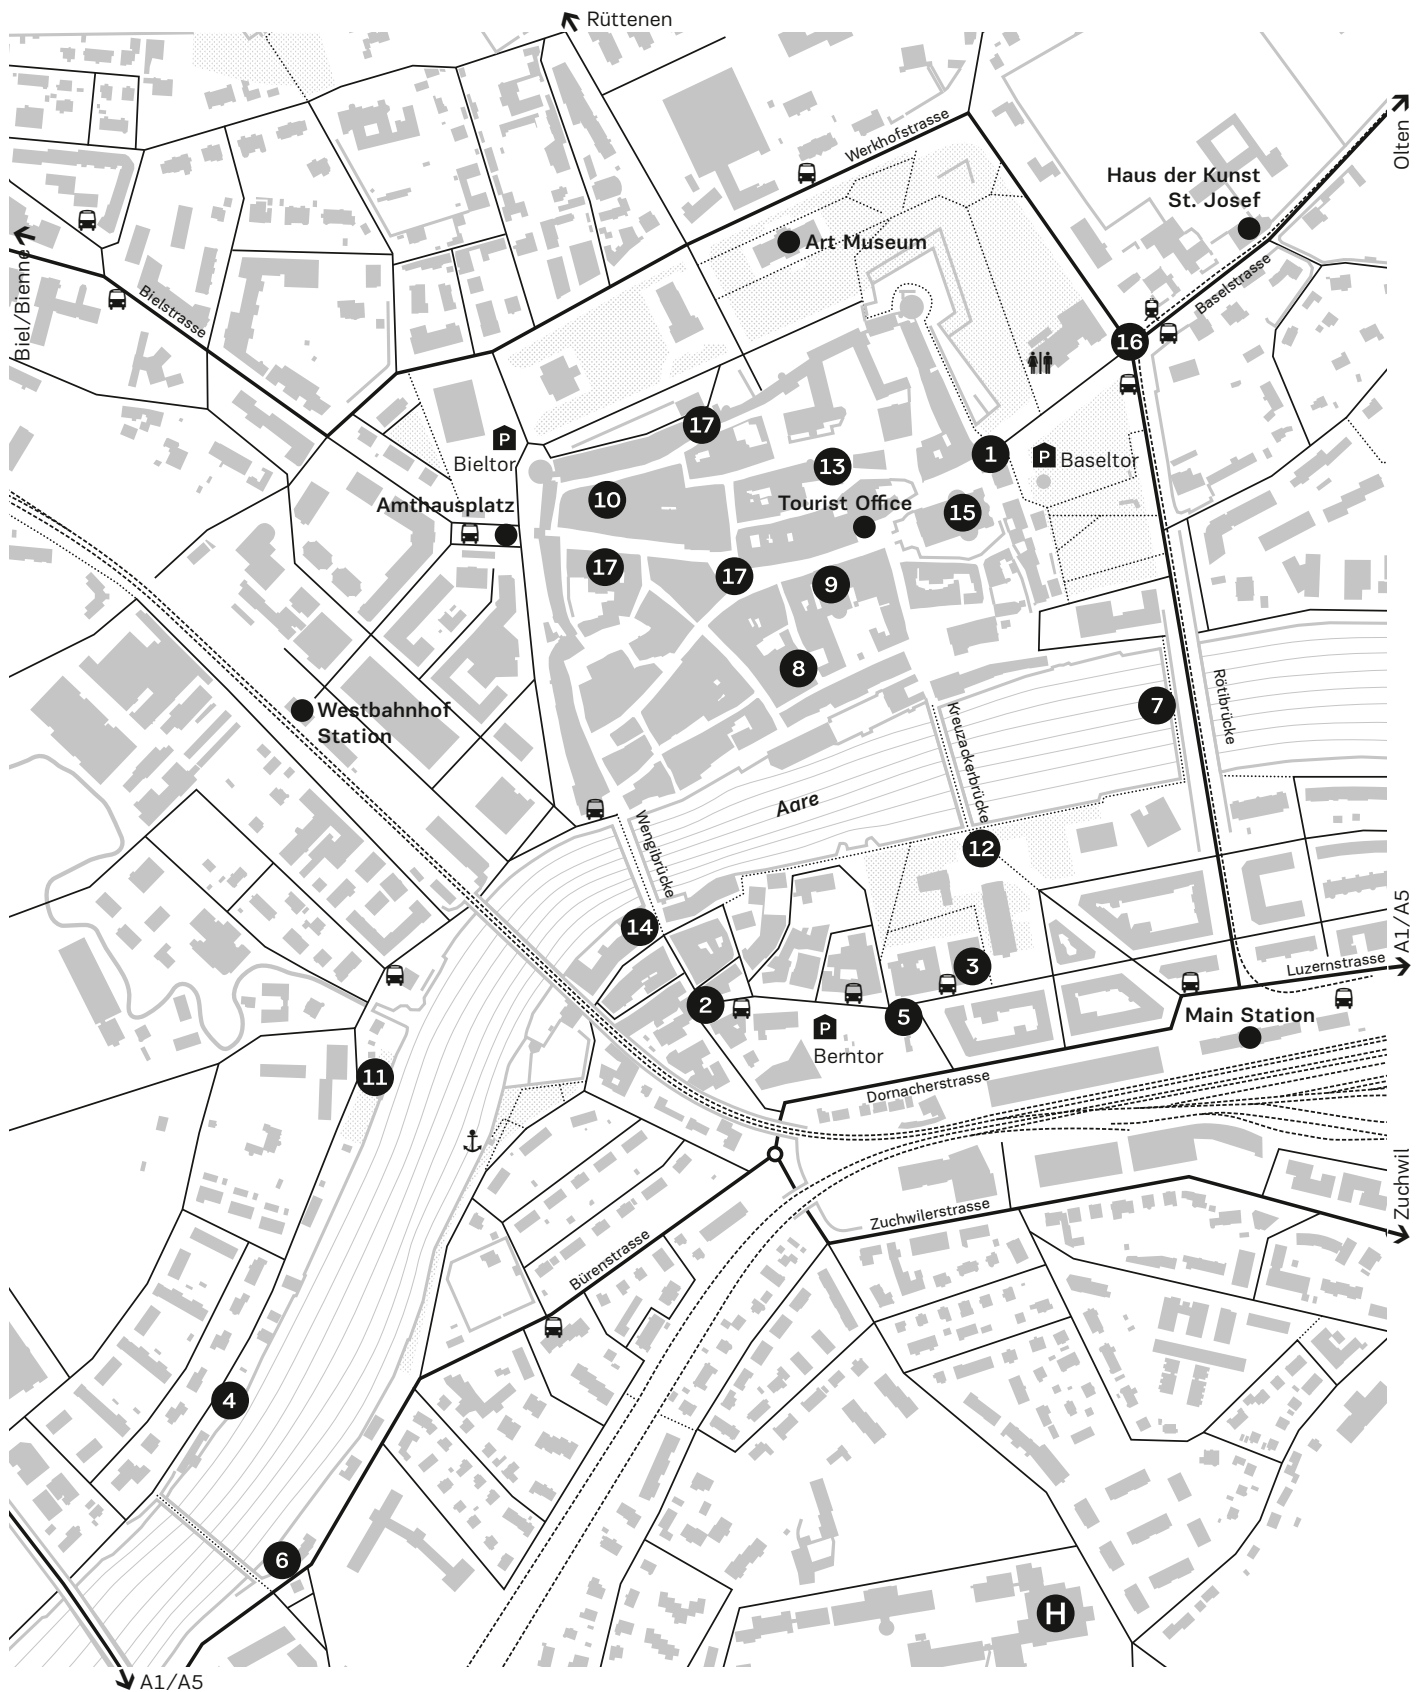 Rüttenen
Olten
Werkhofstrasse
Haus der Kunst
St. Josef
Art Museum
Biel/Bienne
Bielstrasse
Baselstrasse
16
17
P
Bieltor
13
1
P
Baseltor
10
Amthausplatz
Tourist Office
15
17
17
9
8
Westbahnhof
Station
Kreuzackerbrücke
7
Rötibrücke
Aare
Wengibrücke
12
14
A1/A5
3
Luzernstrasse
2
5
P
Berntor
Main Station
11
Dornacherstrasse
Zuchwil
Zuchwilerstrasse
Bürenstrasse
4
6
H
A1/A5